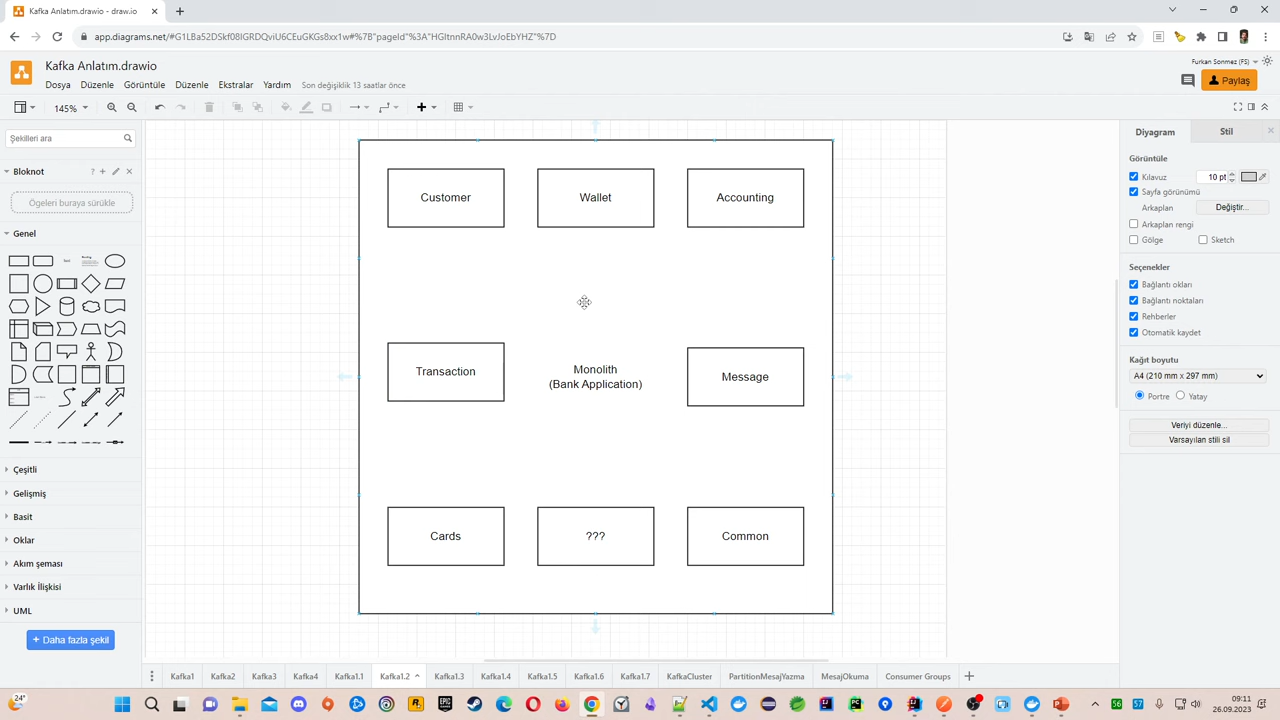 Kafka Anlatım.drawio - draw.io
app.diagrams.net/#G1LBa52DSkf08IGRDQviU6CEuGKGs8xx1w#%7B"pageId"%3A"HGltnnRA0w3LvJoEbYHZ"%7D
Kafka Anlatım.drawio
Furkan Sonmez (FS)
Paylaş
Dosya Düzenle Görüntüle Düzenle Ekstralar Yardım Son değişiklik 13 saatlar önce
145%
Şekilleri ara
Bloknot
Ögeleri buraya sürükle
Genel
Text
Heading
Çeşitli
Gelişmiş
Basit
Oklar
Akım şeması
Varlık İlişkisi
UML
+ Daha fazla şekil
Customer
Wallet
Accounting
Transaction
Monolith
(Bank Application)
Message
Cards
???
Common
Diyagram
Stil
Görüntüle
Kılavuz
10 pt
Sayfa görünümü
Arkaplan
Değiştir...
Arkaplan rengi
Gölge
Sketch
Seçenekler
Bağlantı okları
Bağlantı noktaları
Rehberler
Otomatik kaydet
Kağıt boyutu
A4 (210 mm x 297 mm)
Portre
Yatay
Veriyi düzenle...
Varsayılan stili sil
Kafka1 Kafka2 Kafka3 Kafka4 Kafka1.1 Kafka1.2 Kafka1.3 Kafka1.4 Kafka1.5 Kafka1.6 Kafka1.7 KafkaCluster PartitionMesajYazma MesajOkuma Consumer Groups
24°
56
57
09:11
26.09.2023